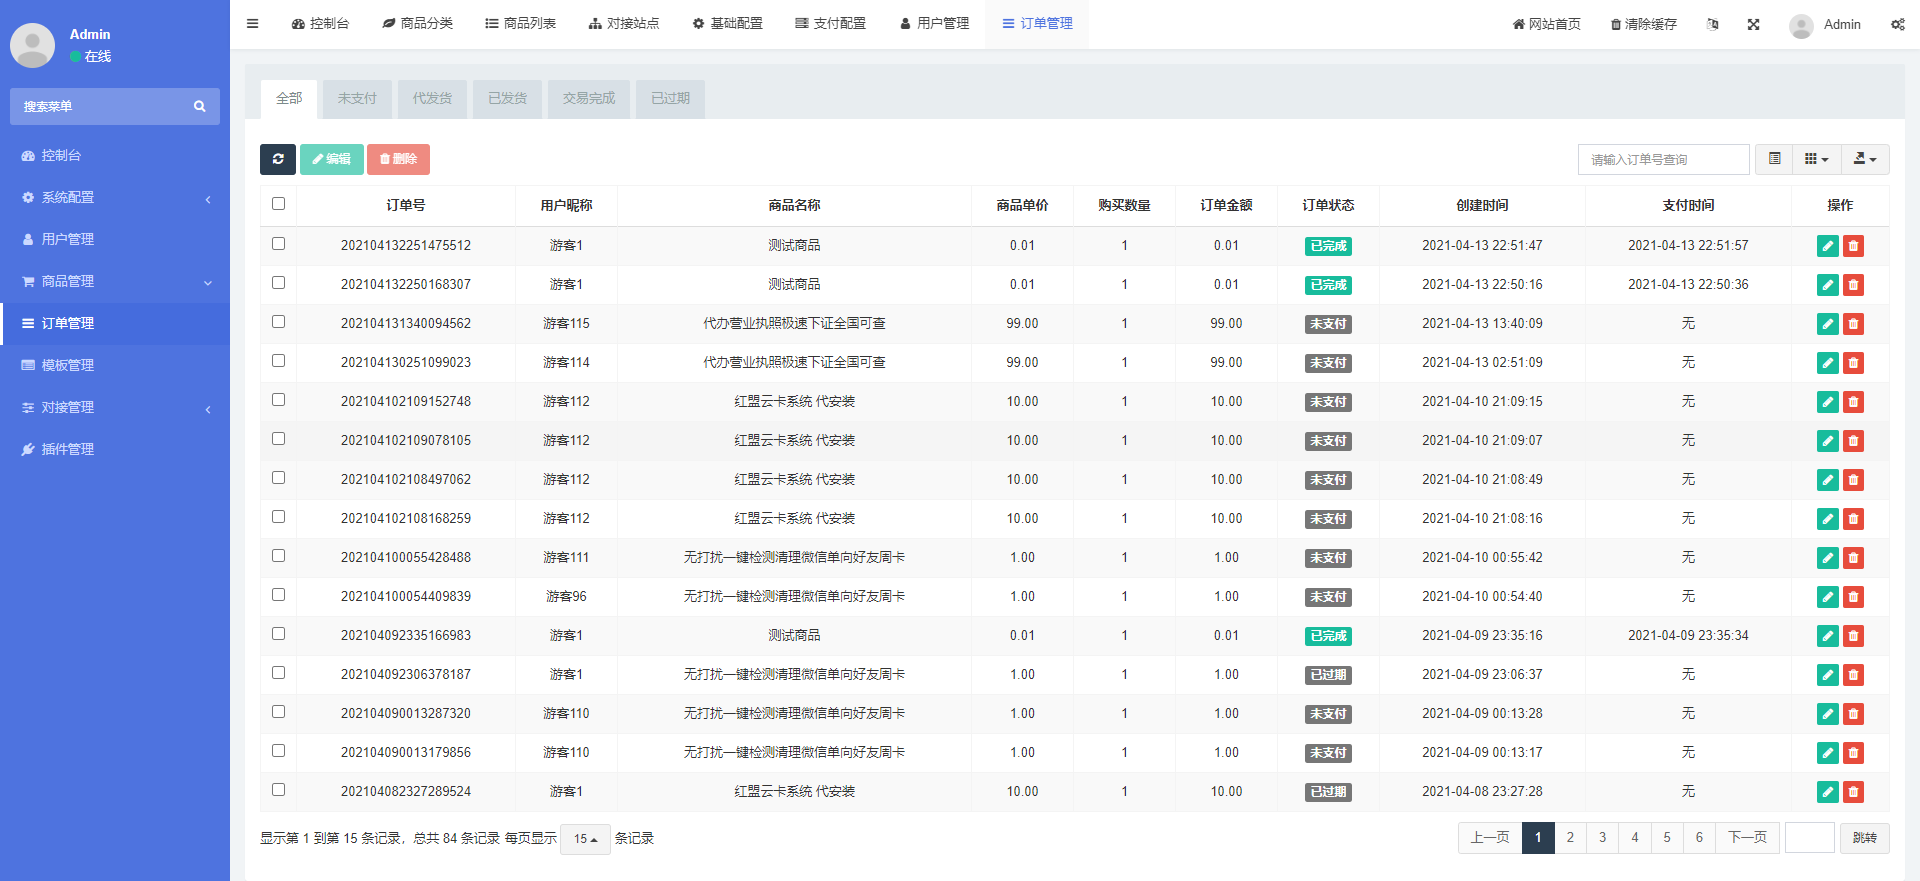 Admin
在线
搜索菜单
控制台
系统配置
用户管理
商品管理
订单管理
模板管理
对接管理
插件管理
控制台 商品分类 商品列表 对接站点 基础配置 支付配置 用户管理 订单管理 网站首页 清除缓存 Admin
全部 未支付 代发货 已发货 交易完成 已过期
编辑 删除 请输入订单号查询
订单号 用户昵称 商品名称 商品单价 购买数量 订单金额 订单状态 创建时间 支付时间 操作
202104132251475512 游客1 测试商品 0.01 1 0.01 已完成 2021-04-13 22:51:47 2021-04-13 22:51:57
202104132250168307 游客1 测试商品 0.01 1 0.01 已完成 2021-04-13 22:50:16 2021-04-13 22:50:36
202104131340094562 游客115 代办营业执照极速下证全国可查 99.00 1 99.00 未支付 2021-04-13 13:40:09 无
202104130251099023 游客114 代办营业执照极速下证全国可查 99.00 1 99.00 未支付 2021-04-13 02:51:09 无
202104102109152748 游客112 红盟云卡系统 代安装 10.00 1 10.00 未支付 2021-04-10 21:09:15 无
202104102109078105 游客112 红盟云卡系统 代安装 10.00 1 10.00 未支付 2021-04-10 21:09:07 无
202104102108497062 游客112 红盟云卡系统 代安装 10.00 1 10.00 未支付 2021-04-10 21:08:49 无
202104102108168259 游客112 红盟云卡系统 代安装 10.00 1 10.00 未支付 2021-04-10 21:08:16 无
202104100055428488 游客111 无打扰一键检测清理微信单向好友周卡 1.00 1 1.00 未支付 2021-04-10 00:55:42 无
202104100054409839 游客96 无打扰一键检测清理微信单向好友周卡 1.00 1 1.00 未支付 2021-04-10 00:54:40 无
202104092335166983 游客1 测试商品 0.01 1 0.01 已完成 2021-04-09 23:35:16 2021-04-09 23:35:34
202104092306378187 游客1 无打扰一键检测清理微信单向好友周卡 1.00 1 1.00 已过期 2021-04-09 23:06:37 无
202104090013287320 游客110 无打扰一键检测清理微信单向好友周卡 1.00 1 1.00 未支付 2021-04-09 00:13:28 无
202104090013179856 游客110 无打扰一键检测清理微信单向好友周卡 1.00 1 1.00 未支付 2021-04-09 00:13:17 无
202104082327289524 游客1 红盟云卡系统 代安装 10.00 1 10.00 已过期 2021-04-08 23:27:28 无
显示第 1 到第 15 条记录，总共 84 条记录 每页显示 15 条记录 上一页 1 2 3 4 5 6 下一页 跳转